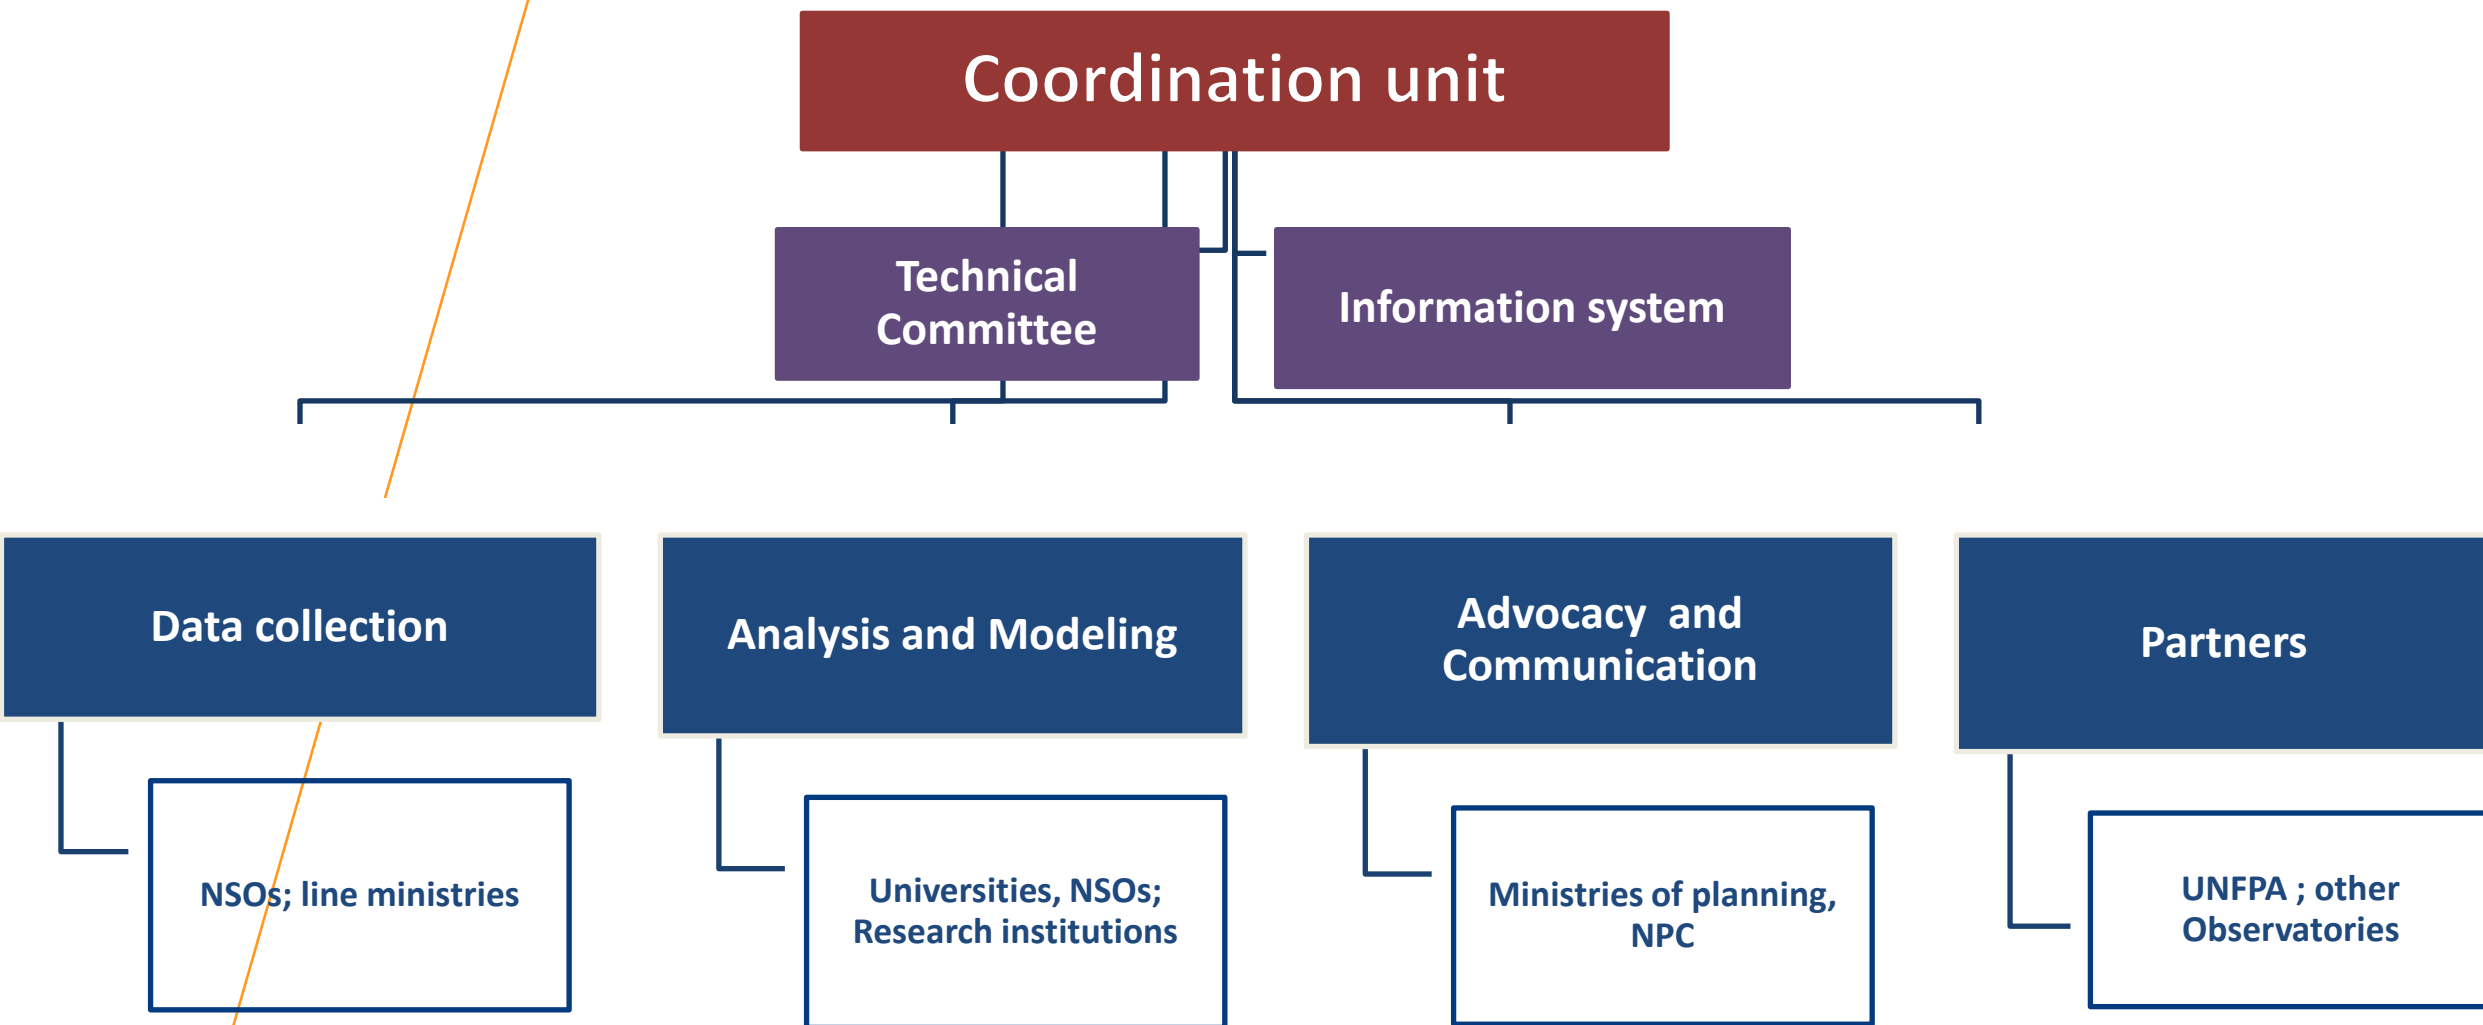 Coordination unit
Technical
Committee
Information system
Data collection
Analysis and Modeling
Advocacy  and
Communication
Partners
NSOs; line ministries
Universities, NSOs;
Research institutions
Ministries of planning,
NPC
UNFPA ; other
Observatories